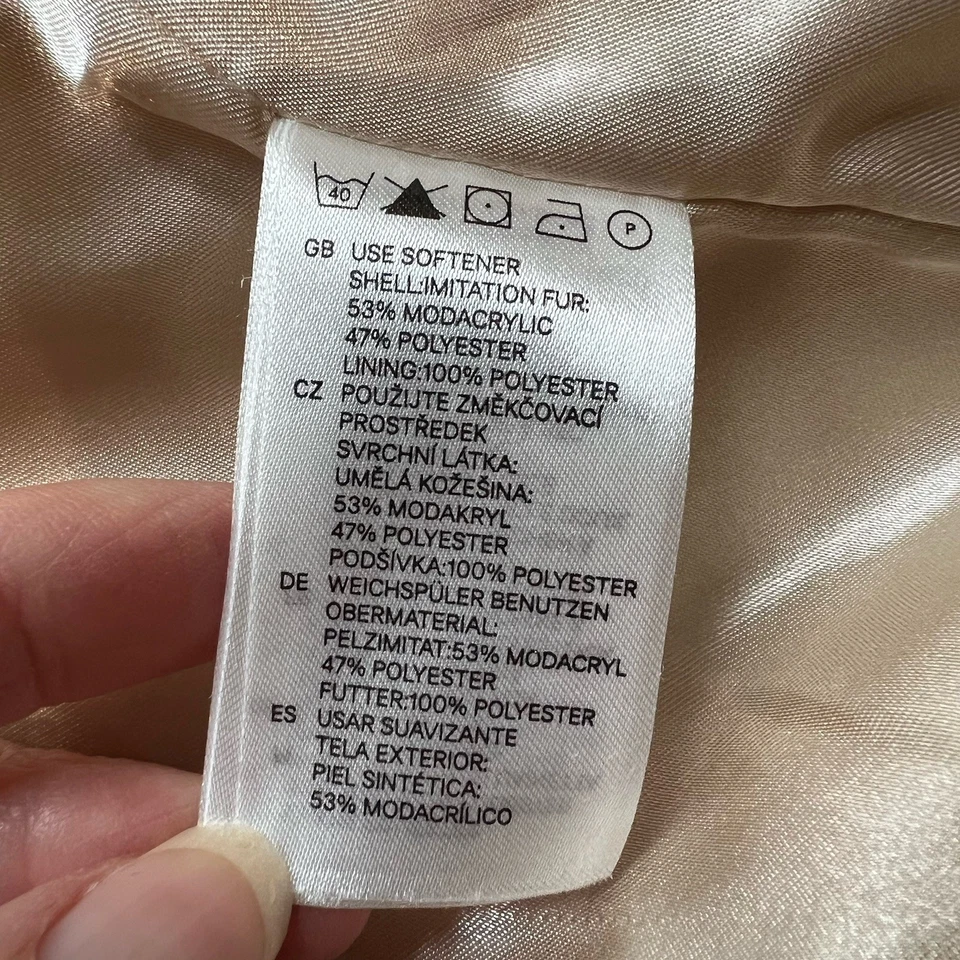 40
P
GB USE SOFTENER
SHELL:IMITATION FUR:
53% MODACRYLIC
47% POLYESTER
LINING:100% POLYESTER
CZ POUŽIJTE ZMĚKČOVACÍ
PROSTŘEDEK
SVRCHNÍ LÁTKA:
UMĚLÁ KOŽEŠINA:
53% MODAKRYL
47% POLYESTER
PODŠÍVKA:100% POLYESTER
DE WEICHSPÜLER BENUTZEN
OBERMATERIAL:
PELZIMITAT:53% MODACRYL
47% POLYESTER
FUTTER:100% POLYESTER
ES USAR SUAVIZANTE
TELA EXTERIOR:
PIEL SINTÉTICA:
53% MODACRÍLICO